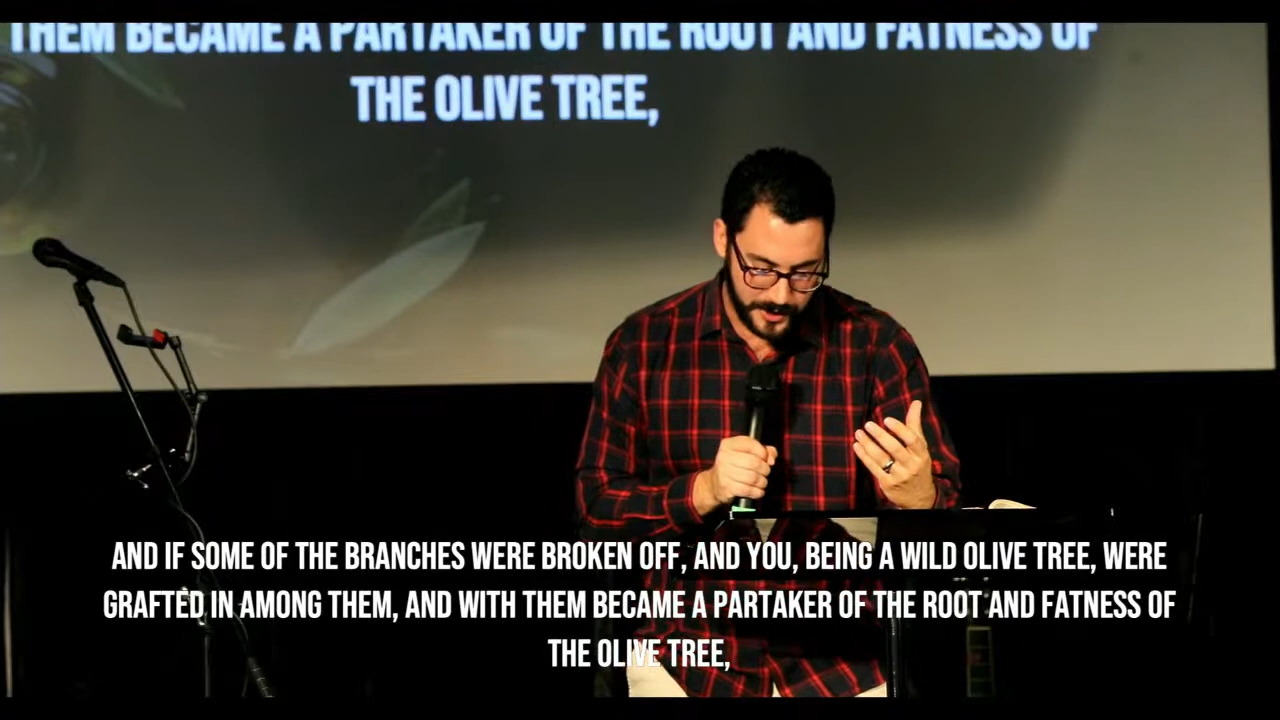 THEM BECAME A PARTAKER OF THE ROOT AND FATNESS OF
THE OLIVE TREE,
AND IF SOME OF THE BRANCHES WERE BROKEN OFF, AND YOU, BEING A WILD OLIVE TREE, WERE
GRAFTED IN AMONG THEM, AND WITH THEM BECAME A PARTAKER OF THE ROOT AND FATNESS OF
THE OLIVE TREE,